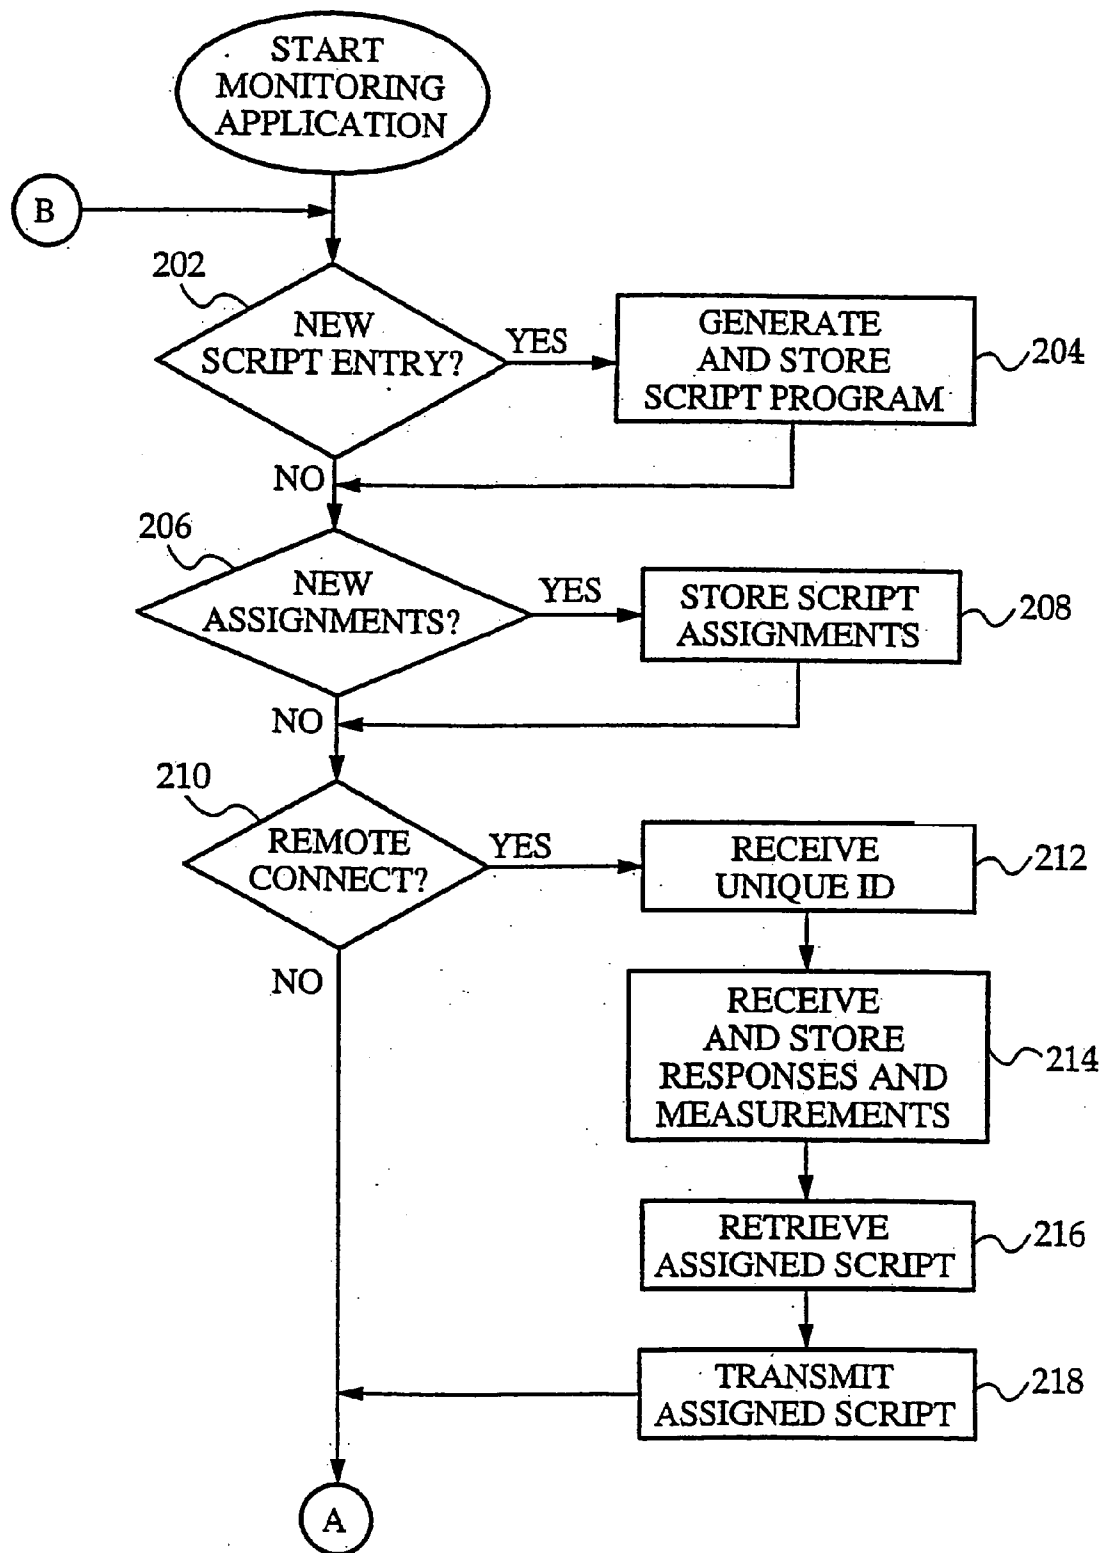 START
MONITORING
APPLICATION
B
202
NEW
SCRIPT ENTRY?
YES
GENERATE
AND STORE
SCRIPT PROGRAM
204
NO
206
NEW
ASSIGNMENTS?
YES
STORE SCRIPT
ASSIGNMENTS
208
NO
210
REMOTE
CONNECT?
YES
RECEIVE
UNIQUE ID
212
NO
RECEIVE
AND STORE
RESPONSES AND
MEASUREMENTS
214
RETRIEVE
ASSIGNED SCRIPT
216
TRANSMIT
ASSIGNED SCRIPT
218
A